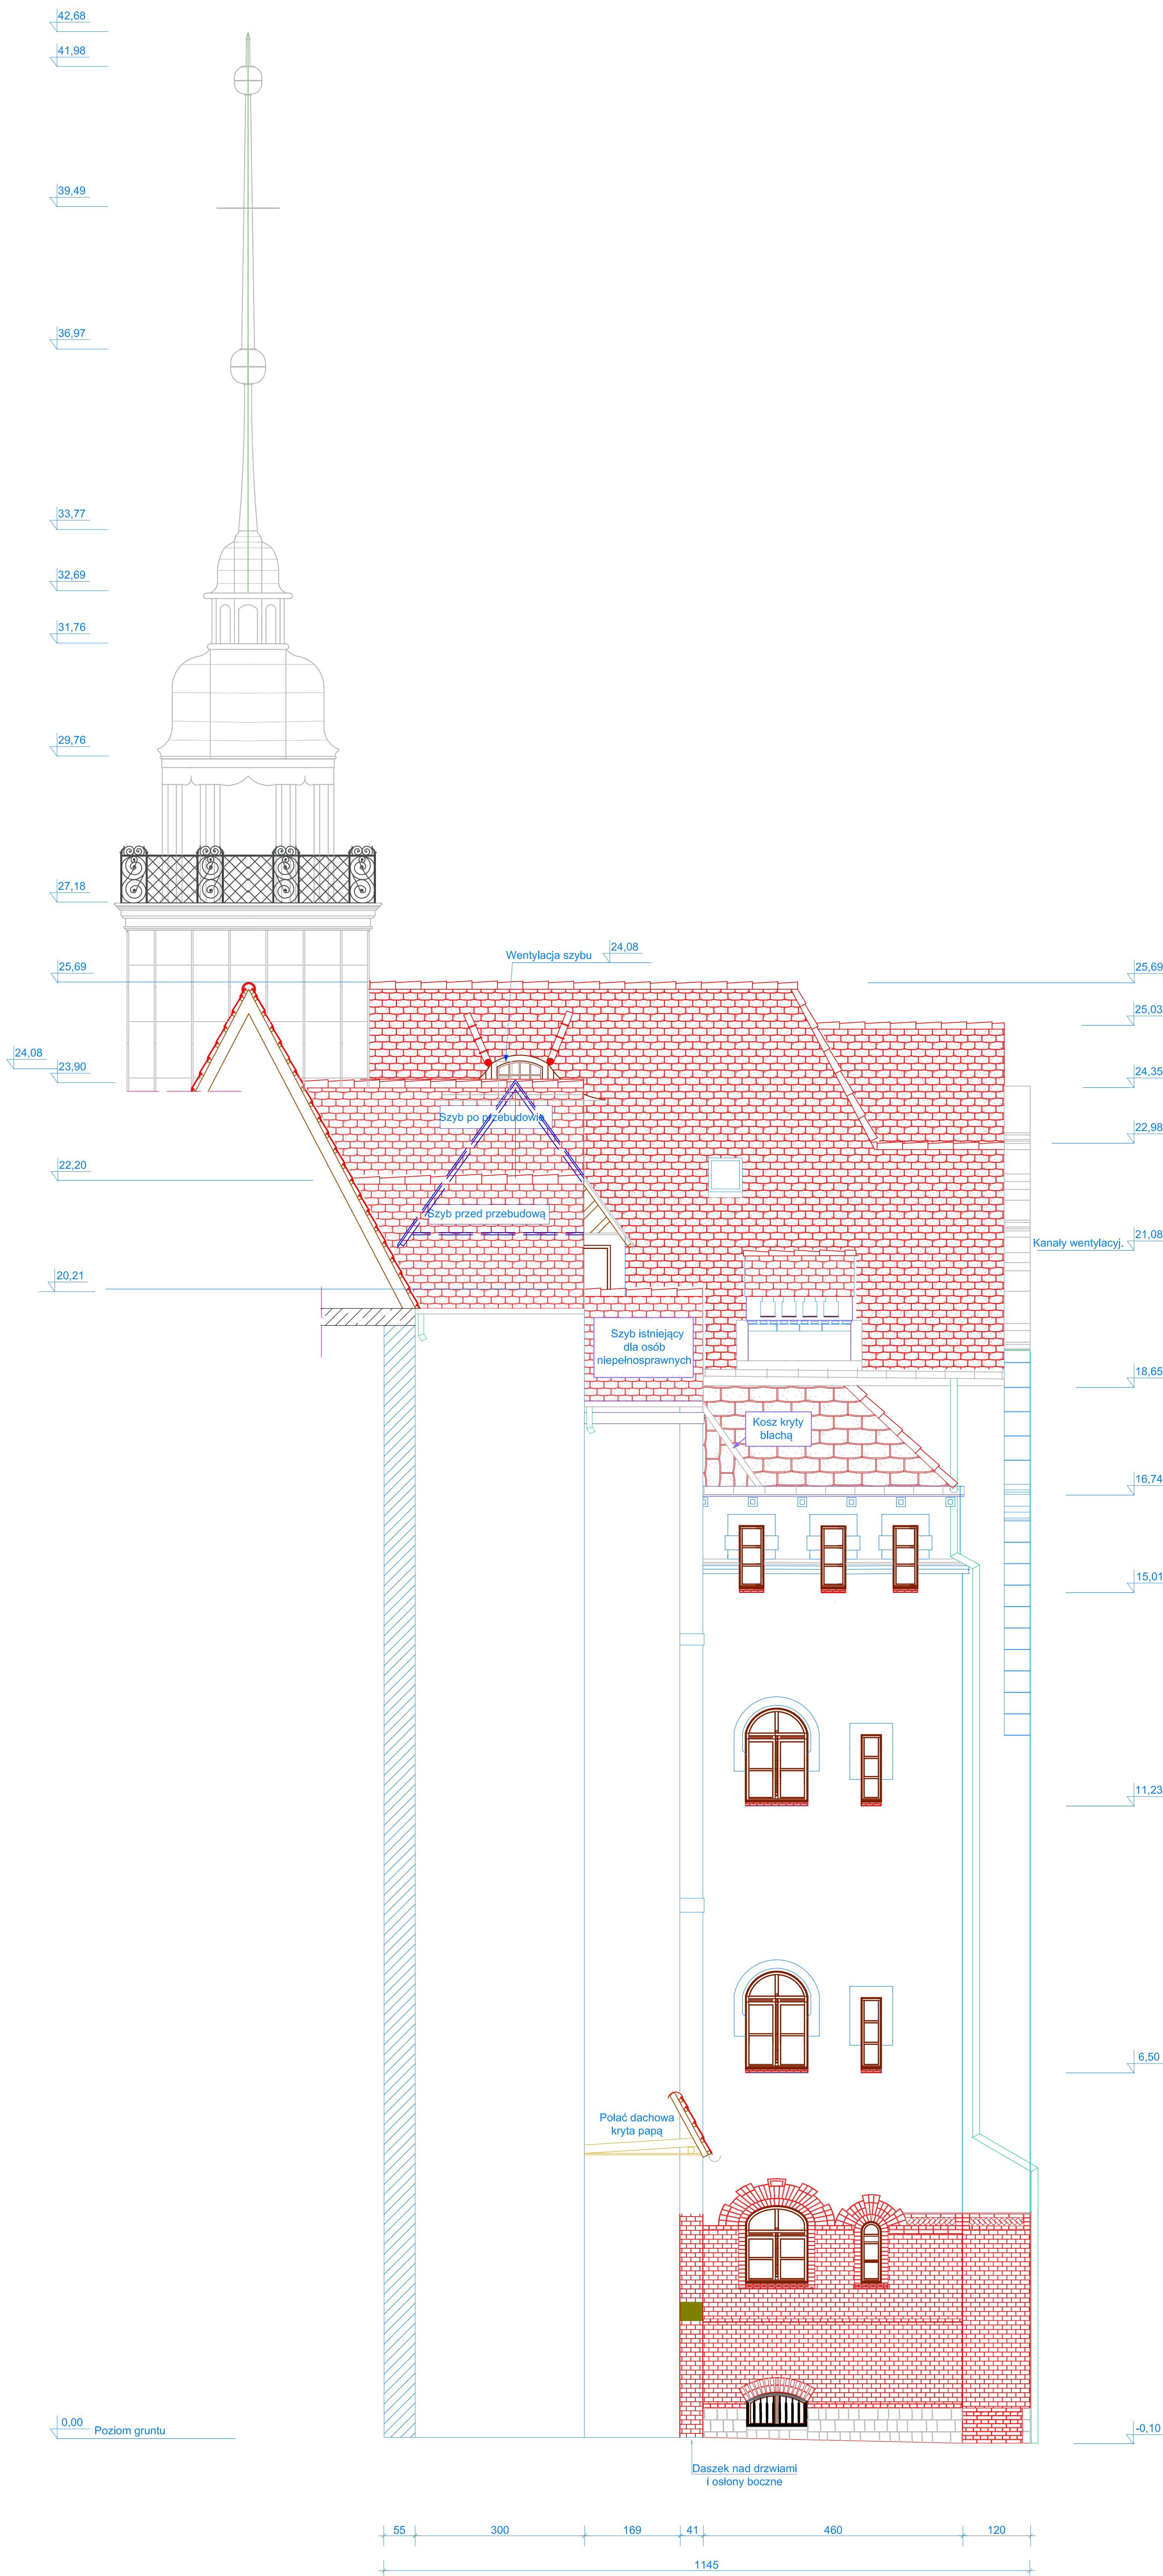 42,68
41,98
39,49
36,97
33,77
32,69
31,76
29,76
27,18
Wentylacja szybu
24,08
25,69
25,69
25,03
24,08
23,90
24,35
Szyb po przebudowie
22,98
22,20
Szyb przed przebudową
21,08
Kanały wentylacyj.
20,21
Szyb istniejący
dla osób
niepełnosprawnych
18,65
Kosz kryty
blachą
16,74
15,01
11,23
6,50
Połać dachowa
kryta papą
0,00
Poziom gruntu
-0,10
Daszek nad drzwiami
i osłony boczne
55 300 169 41 460 120
1145